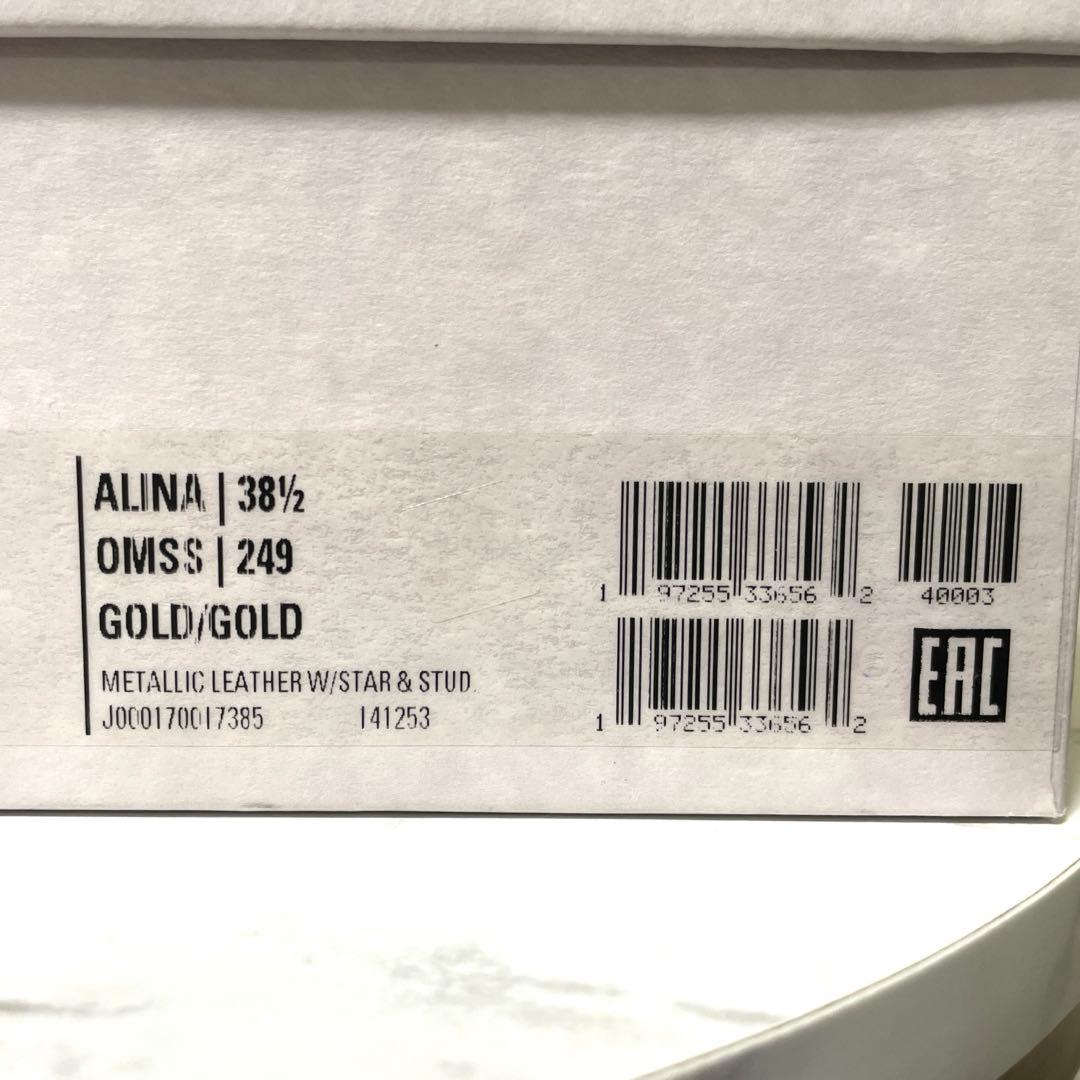 ALINA | 38½
OMSS | 249
GOLD/GOLD
METALLIC LEATHER W/STAR & STUD
J000170017385 141253
1 97255 33656 2
40003
1 97255 33656 2
EAC